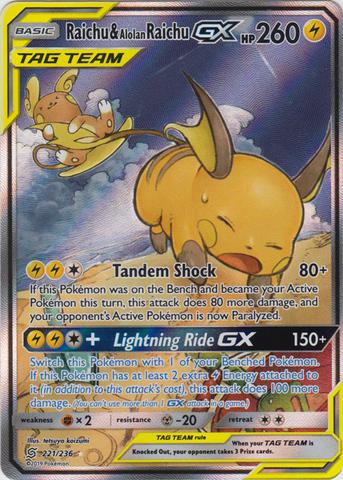 BASIC Raichu & Alolan Raichu GX HP 260
TAG TEAM
Tandem Shock 80+
If this Pokémon was on the Bench and became your Active
Pokémon this turn, this attack does 80 more damage, and
your opponent's Active Pokémon is now Paralyzed.
+ Lightning Ride GX 150+
Switch this Pokémon with 1 of your Benched Pokémon.
If this Pokémon has at least 2 extra Energy attached to
it (in addition to this attack's cost), this attack does 100 more
damage. (You can't use more than 1 GX attack in a game.)
weakness ×2 resistance -20 retreat
TAG TEAM rule
Illus. tetsuya koizumi
When your TAG TEAM is
Knocked Out, your opponent takes 3 Prize cards.
221/236
©2019 Pokémon